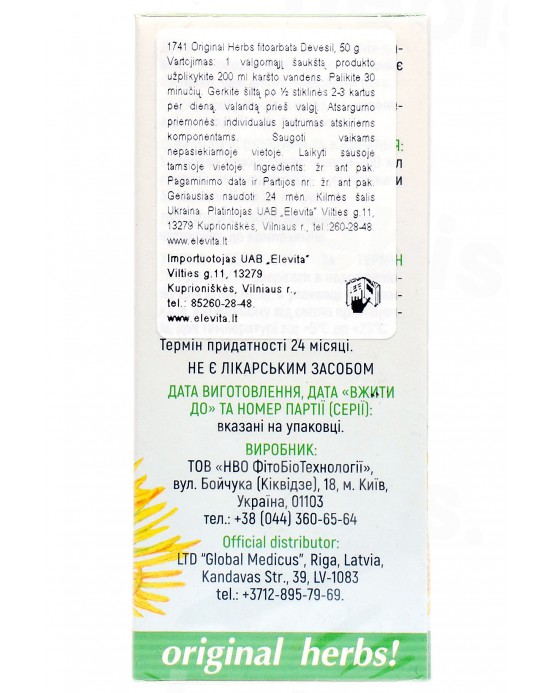 1741 Original Herbs fitoarbata Devesil, 50 g
Vartojimas: 1 valgomąjį šaukštą produkto
užplikykite 200 ml karšto vandens. Palikite 30
minučių. Gerkite šiltą po ½ stiklinės 2-3 kartus
per dieną, valandą prieš valgį. Atsargumo
priemonės: individualus jautrumas atskiriems
komponentams. Saugoti vaikams
nepasiekiamoje vietoje. Laikyti sausoje
tamsioje vietoje. Ingredients: žr. ant pak.
Pagaminimo data ir Partijos nr.: žr. ant pak.
Geriausias naudoti: 24 mėn. Kilmės šalis
Ukraina. Platintojas UAB „Elevita" Vilties g.11,
13279 Kuprioniškės, Vilniaus r., tel.:260-28-48.
www.elevita.lt
Importuotojas UAB „Elevita"
Vilties g.11, 13279
Kuprioniškės, Vilniaus r.,
tel.: 85260-28-48.
www.elevita.lt
Термін придатності 24 місяці.
НЕ Є ЛІКАРСЬКИМ ЗАСОБОМ
ДАТА ВИГОТОВЛЕННЯ, ДАТА «ВЖИТИ
ДО» ТА НОМЕР ПАРТІЇ (СЕРІЇ):
вказані на упаковці.
ВИРОБНИК:
ТОВ «НВО ФітоБіоТехнології»,
вул. Бойчука (Кіквідзе), 18, м. Київ,
Україна, 01103
тел.: +38 (044) 360-65-64
Official distributor:
LTD "Global Medicus", Riga, Latvia,
Kandavas Str., 39, LV-1083
tel.: +3712-895-79-69.
original herbs!